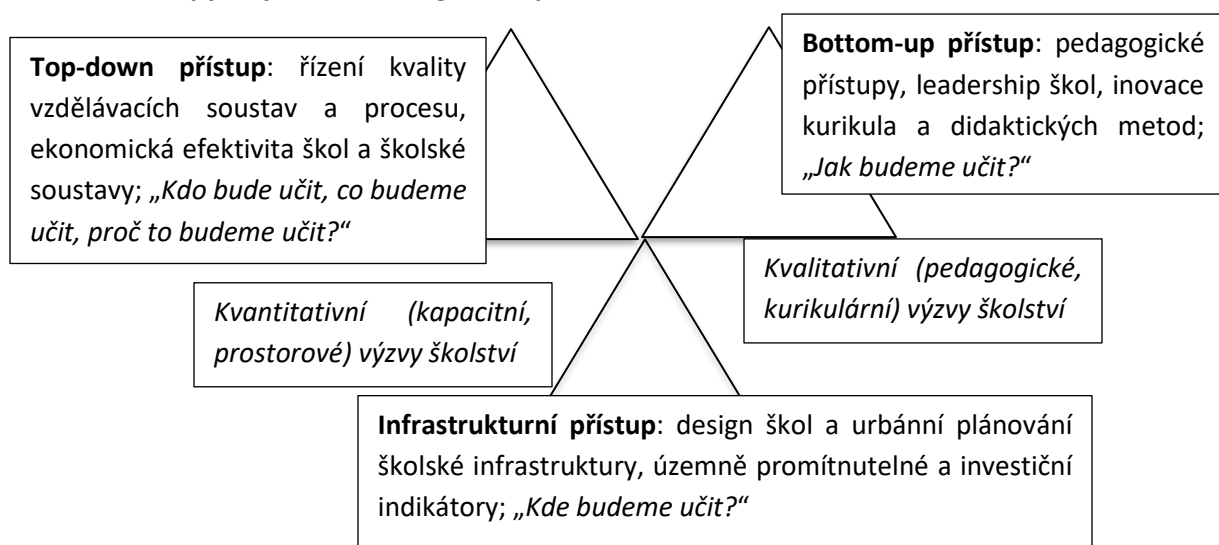 Top-down přístup: řízení kvality
vzdělávacích soustav a procesu,
ekonomická efektivita škol a školské
soustavy; „Kdo bude učit, co budeme
učit, proč to budeme učit?“
Bottom-up přístup: pedagogické
přístupy, leadership škol, inovace
kurikula a didaktických metod;
„Jak budeme učit?“
Kvantitativní (kapacitní,
prostorové) výzvy školství
Kvalitativní (pedagogické,
kurikulární) výzvy školství
Infrastrukturní přístup: design škol a urbánní plánování
školské infrastruktury, územně promítnutelné a investiční
indikátory; „Kde budeme učit?“